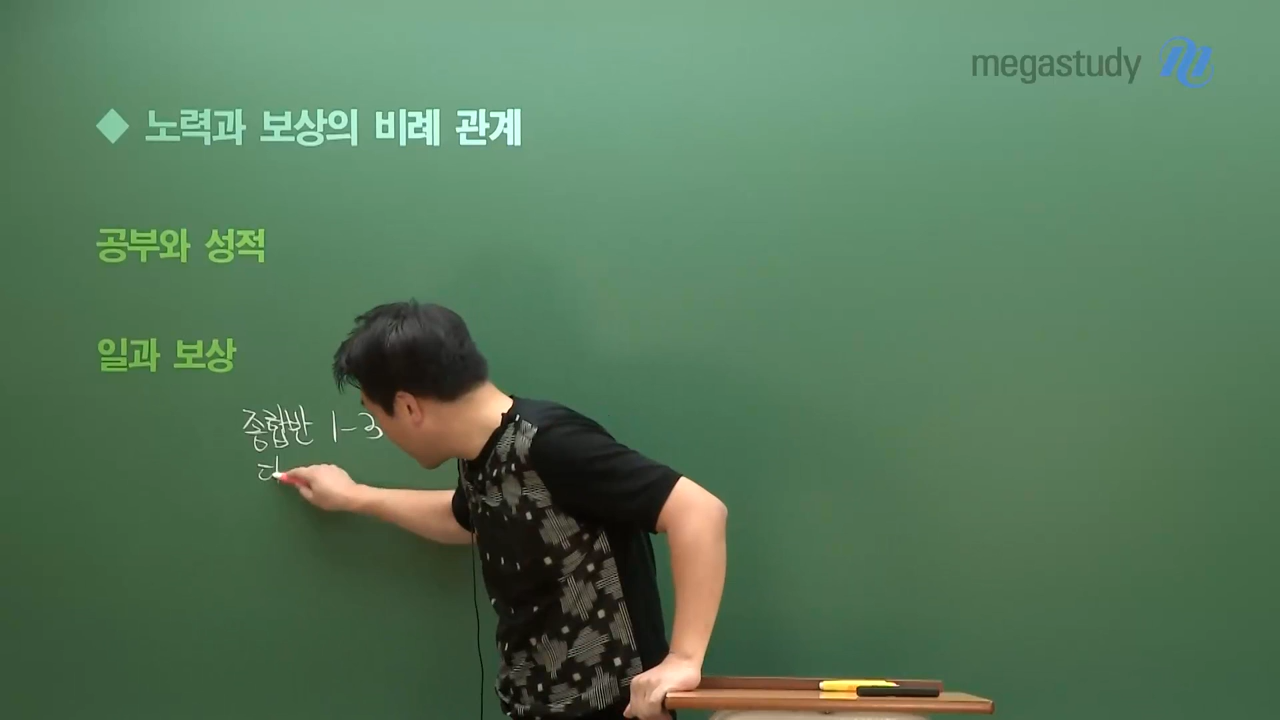 megastudy
◆ 노력과 보상의 비례 관계
공부와 성적
일과 보상
종합반 1-3
다